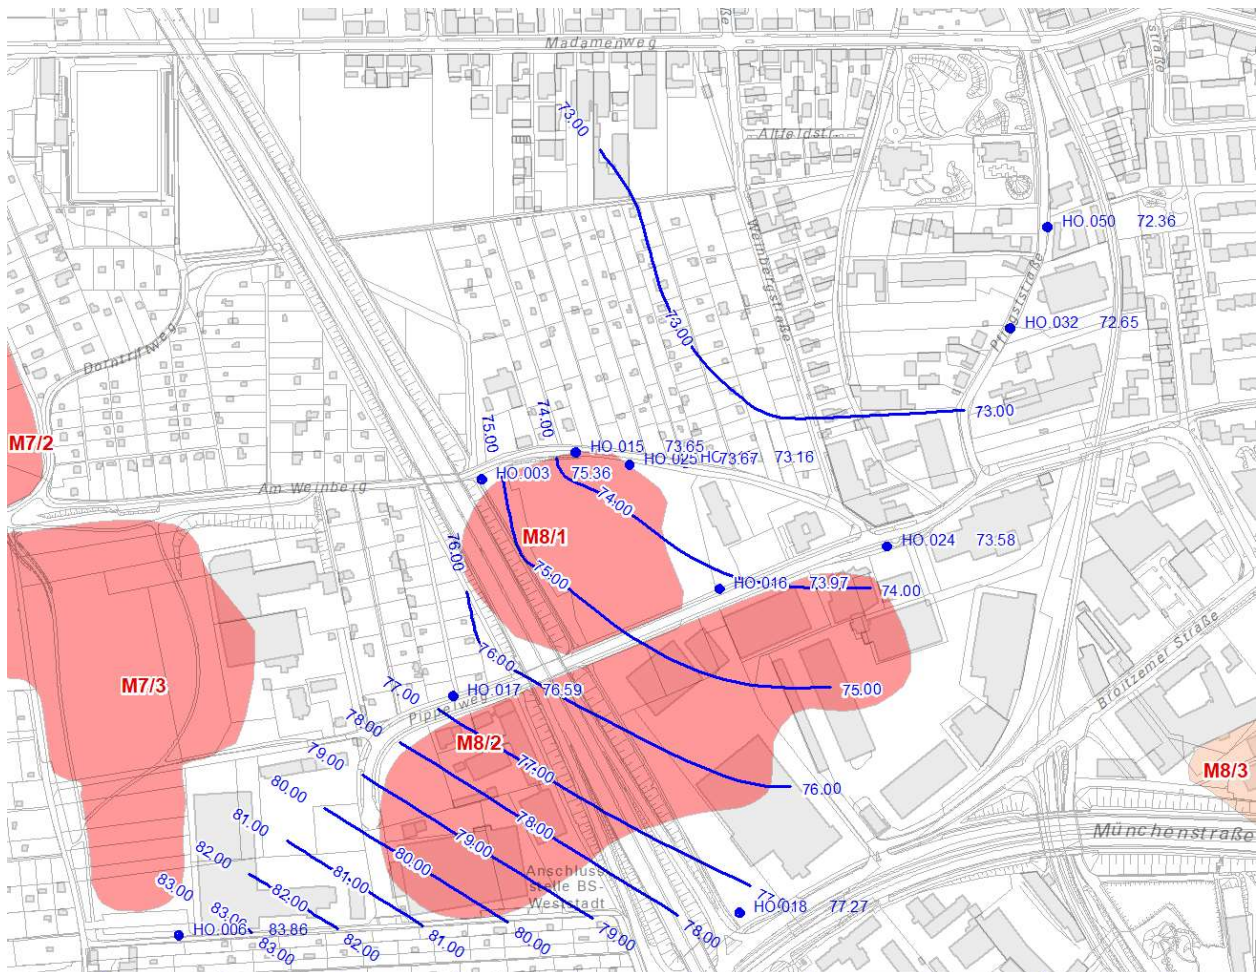 Madamenweg
straße
73.00
Altfeldstr.
Weinbergstraße
HO.050 72.36
Pfingststraße
HO.032 72.65
73.00
Dorntriftweg
73.00
74.00
75.00
HO.015 73.65
HO.025 73.67
73.16
M7/2
HO.003 75.36
Am Weinberg
74.00
M8/1
76.00
HO.024 73.58
75.00
HO.016 73.97
74.00
76.00
M7/3
77.00
HO.017 76.59
75.00
Pippelweg
Broitzemer Straße
78.00
M8/2
77.00
M8/3
79.00
76.00
80.00
78.00
81.00
79.00
Münchenstraße
82.00
80.00
Anschluss
stelle BS-
Weststadt
83.00
81.00
82.00
HO.018 77.27
83.06
HO.006 83.86
83.00
82.00
81.00
80.00
79.00
78.00